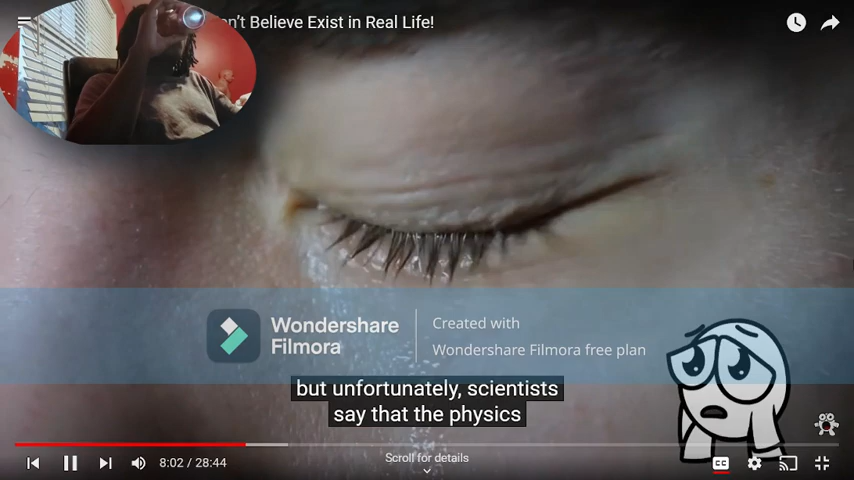 n't Believe Exist in Real Life!
Wondershare
Filmora
Created with
Wondershare Filmora free plan
but unfortunately, scientists
say that the physics
8:02 / 28:44
Scroll for details
CC